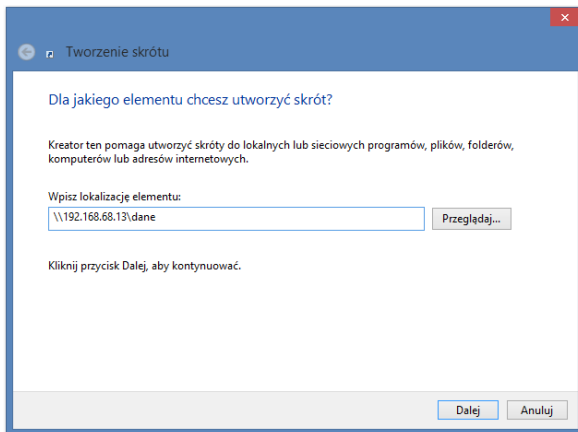 Tworzenie skrótu
Dla jakiego elementu chcesz utworzyć skrót?
Kreator ten pomaga utworzyć skróty do lokalnych lub sieciowych programów, plików, folderów,
komputerów lub adresów internetowych.
Wpisz lokalizację elementu:
\\192.168.68.13\dane
Przeglądaj...
Kliknij przycisk Dalej, aby kontynuować.
Dalej
Anuluj